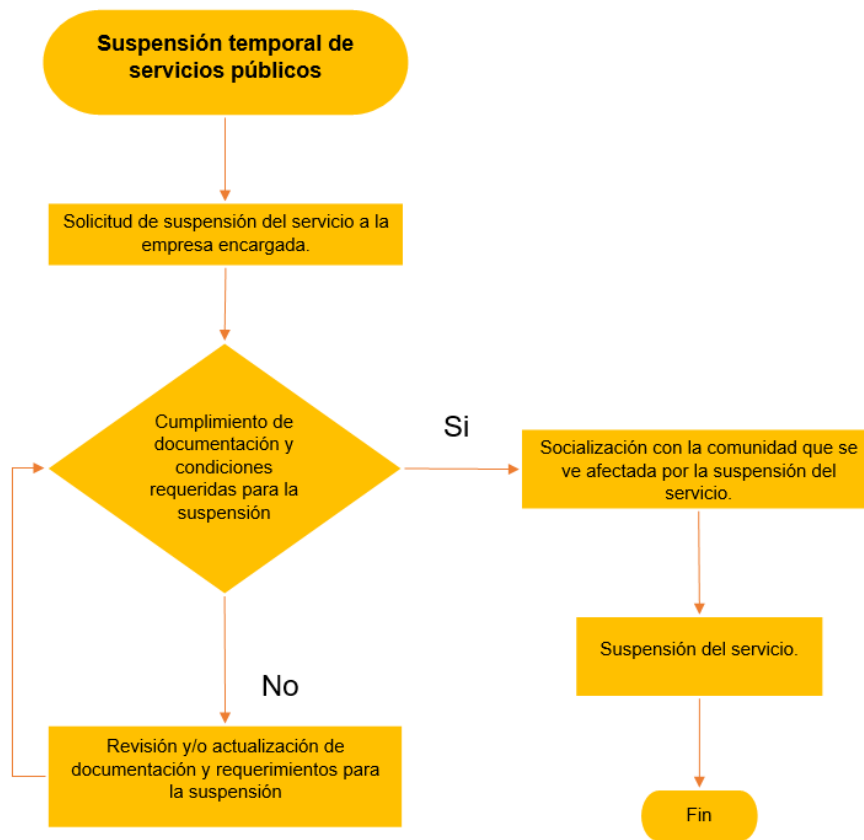 Suspensión temporal de
servicios públicos
Solicitud de suspensión del servicio a la
empresa encargada.
Cumplimiento de
documentación y
condiciones
requeridas para la
suspensión
Si
Socialización con la comunidad que se
ve afectada por la suspensión del
servicio.
Suspensión del servicio.
No
Revisión y/o actualización de
documentación y requerimientos para
la suspensión
Fin